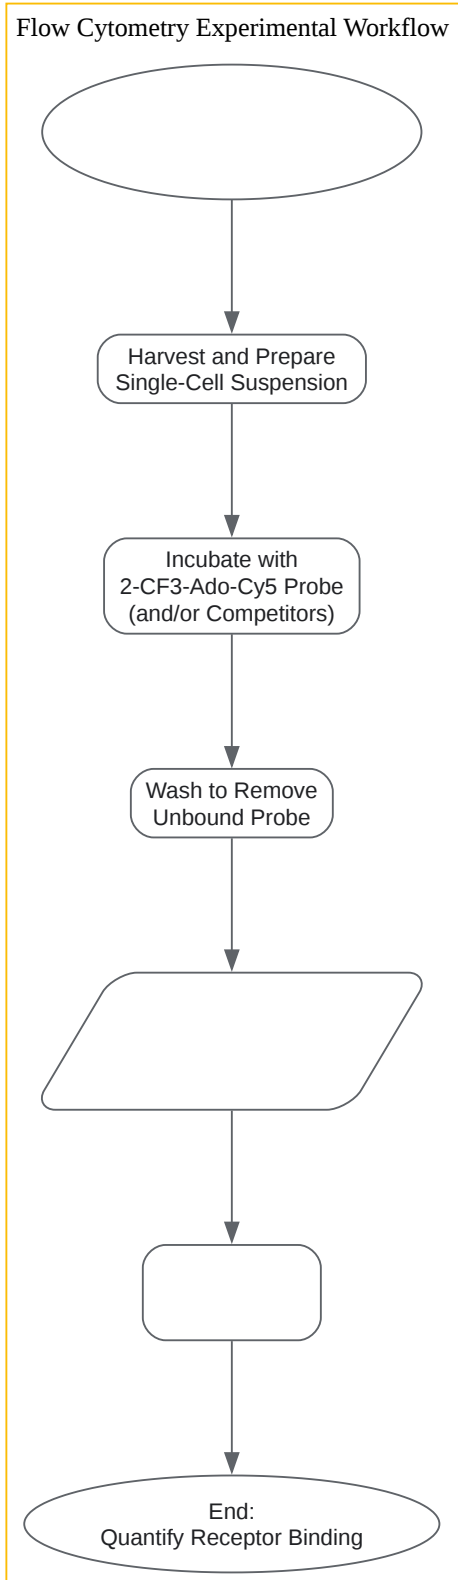 Flow Cytometry Experimental Workflow
Harvest and Prepare
Single-Cell Suspension
Incubate with
2-CF3-Ado-Cy5 Probe
(and/or Competitors)
Wash to Remove
Unbound Probe
End:
Quantify Receptor Binding